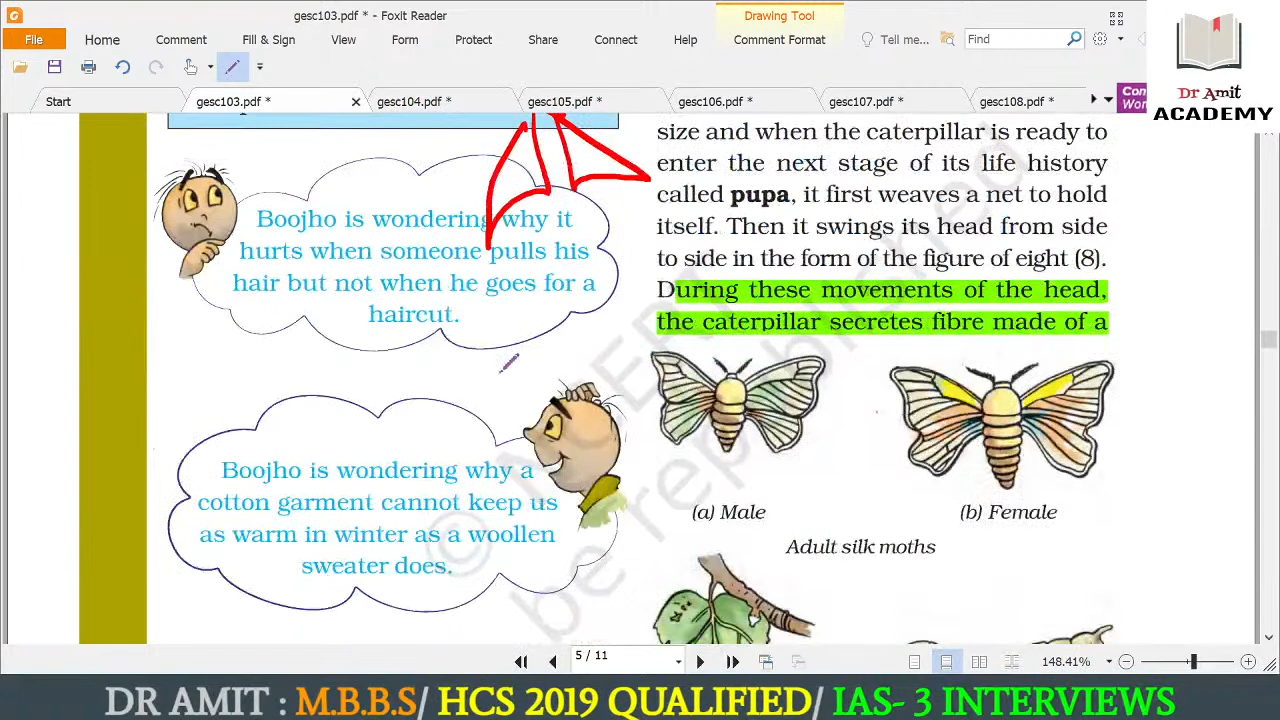 gesc103.pdf * - Foxit Reader
Drawing Tool
File Home Comment Fill & Sign View Form Protect Share Connect Help Comment Format Tell me... Find
Start gesc103.pdf * gesc104.pdf * gesc105.pdf * gesc106.pdf * gesc107.pdf * gesc108.pdf *
Dr Amit
ACADEMY
Boojho is wondering why it
hurts when someone pulls his
hair but not when he goes for a
haircut.
Boojho is wondering why a
cotton garment cannot keep us
as warm in winter as a woollen
sweater does.
size and when the caterpillar is ready to
enter the next stage of its life history
called pupa, it first weaves a net to hold
itself. Then it swings its head from side
to side in the form of the figure of eight (8).
During these movements of the head,
the caterpillar secretes fibre made of a
(a) Male
(b) Female
Adult silk moths
5 / 11
148.41%
DR AMIT : M.B.B.S/ HCS 2019 QUALIFIED/ IAS- 3 INTERVIEWS